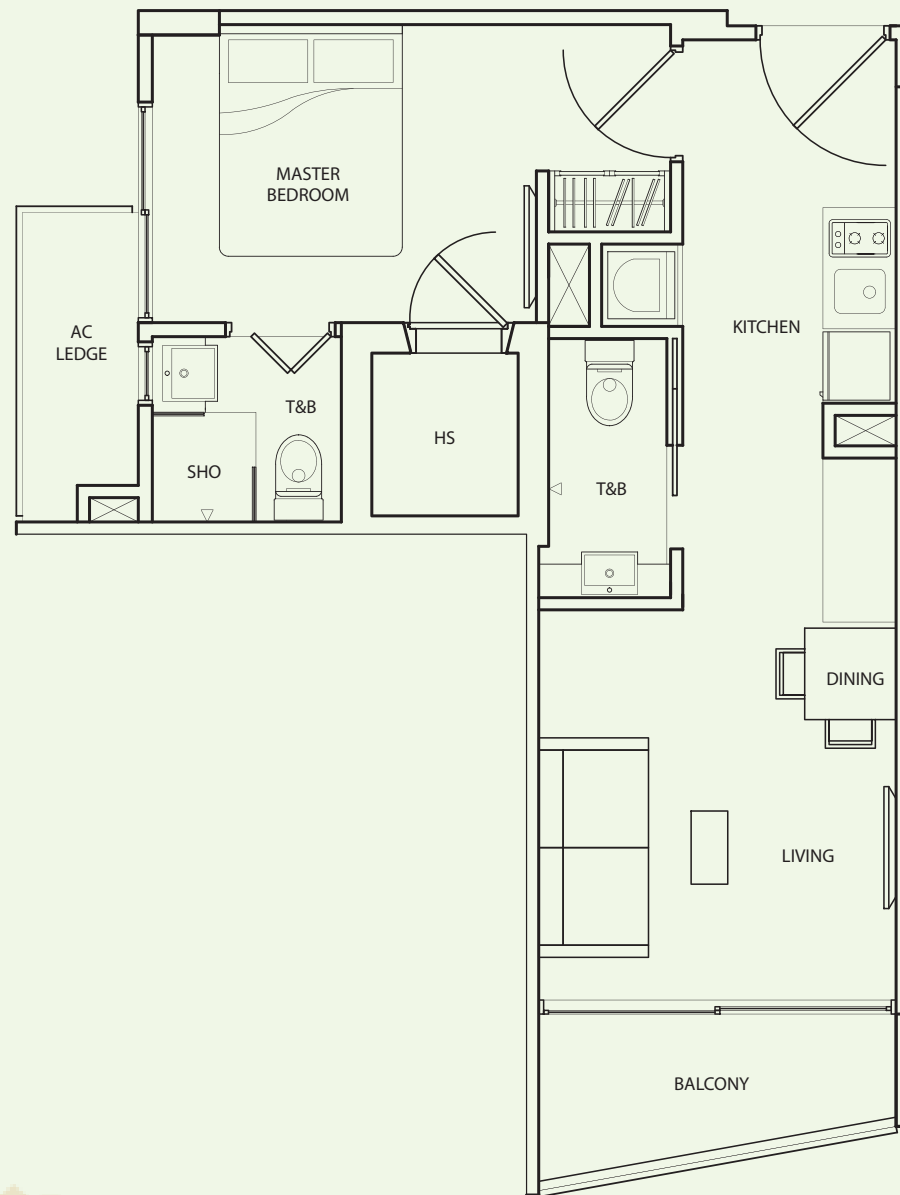 MASTER
BEDROOM
AC
LEDGE
KITCHEN
T&B
HS
SHO
T&B
DINING
LIVING
BALCONY